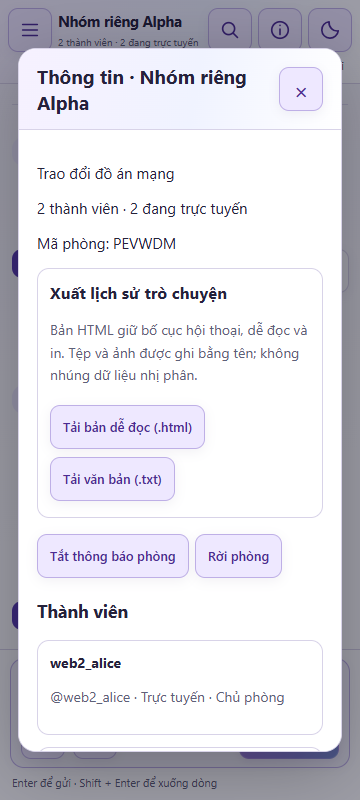 Nhóm riêng Alpha
2 thành viên · 2 đang trực tuyến
Thông tin · Nhóm riêng
Alpha
×
Trao đổi đồ án mạng
2 thành viên · 2 đang trực tuyến
Mã phòng: PEVWDM
Xuất lịch sử trò chuyện
Bản HTML giữ bố cục hội thoại, dễ đọc và
in. Tệp và ảnh được ghi bằng tên; không
nhúng dữ liệu nhị phân.
Tải bản dễ đọc (.html)
Tải văn bản (.txt)
Tắt thông báo phòng
Rời phòng
Thành viên
web2_alice
@web2_alice · Trực tuyến · Chủ phòng
Enter để gửi · Shift + Enter để xuống dòng